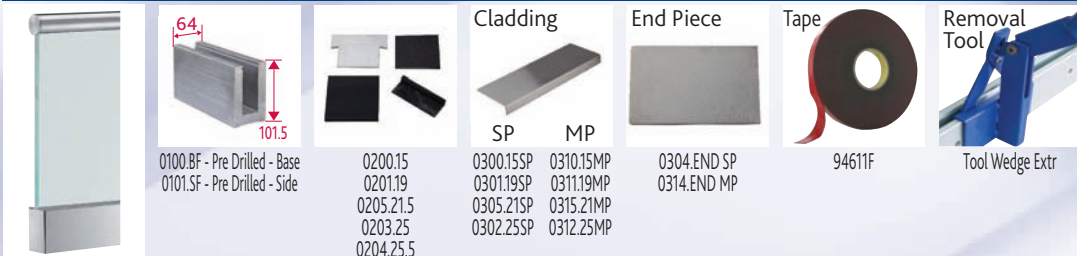 64
101.5
0100.BF - Pre Drilled - Base
0101.SF - Pre Drilled - Side
0200.15
0201.19
0205.21.5
0203.25
0204.25.5
Cladding
SP MP
0300.15SP 0310.15MP
0301.19SP 0311.19MP
0305.21SP 0315.21MP
0302.25SP 0312.25MP
End Piece
0304.END SP
0314.END MP
Tape
94611F
Removal
Tool
Tool Wedge Extr